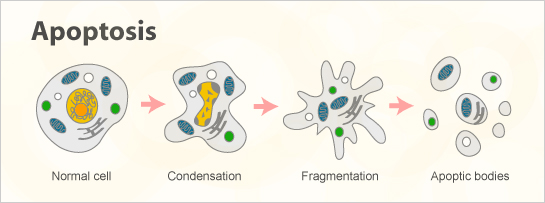 Apoptosis
Normal cell
Condensation
Fragmentation
Apoptic bodies